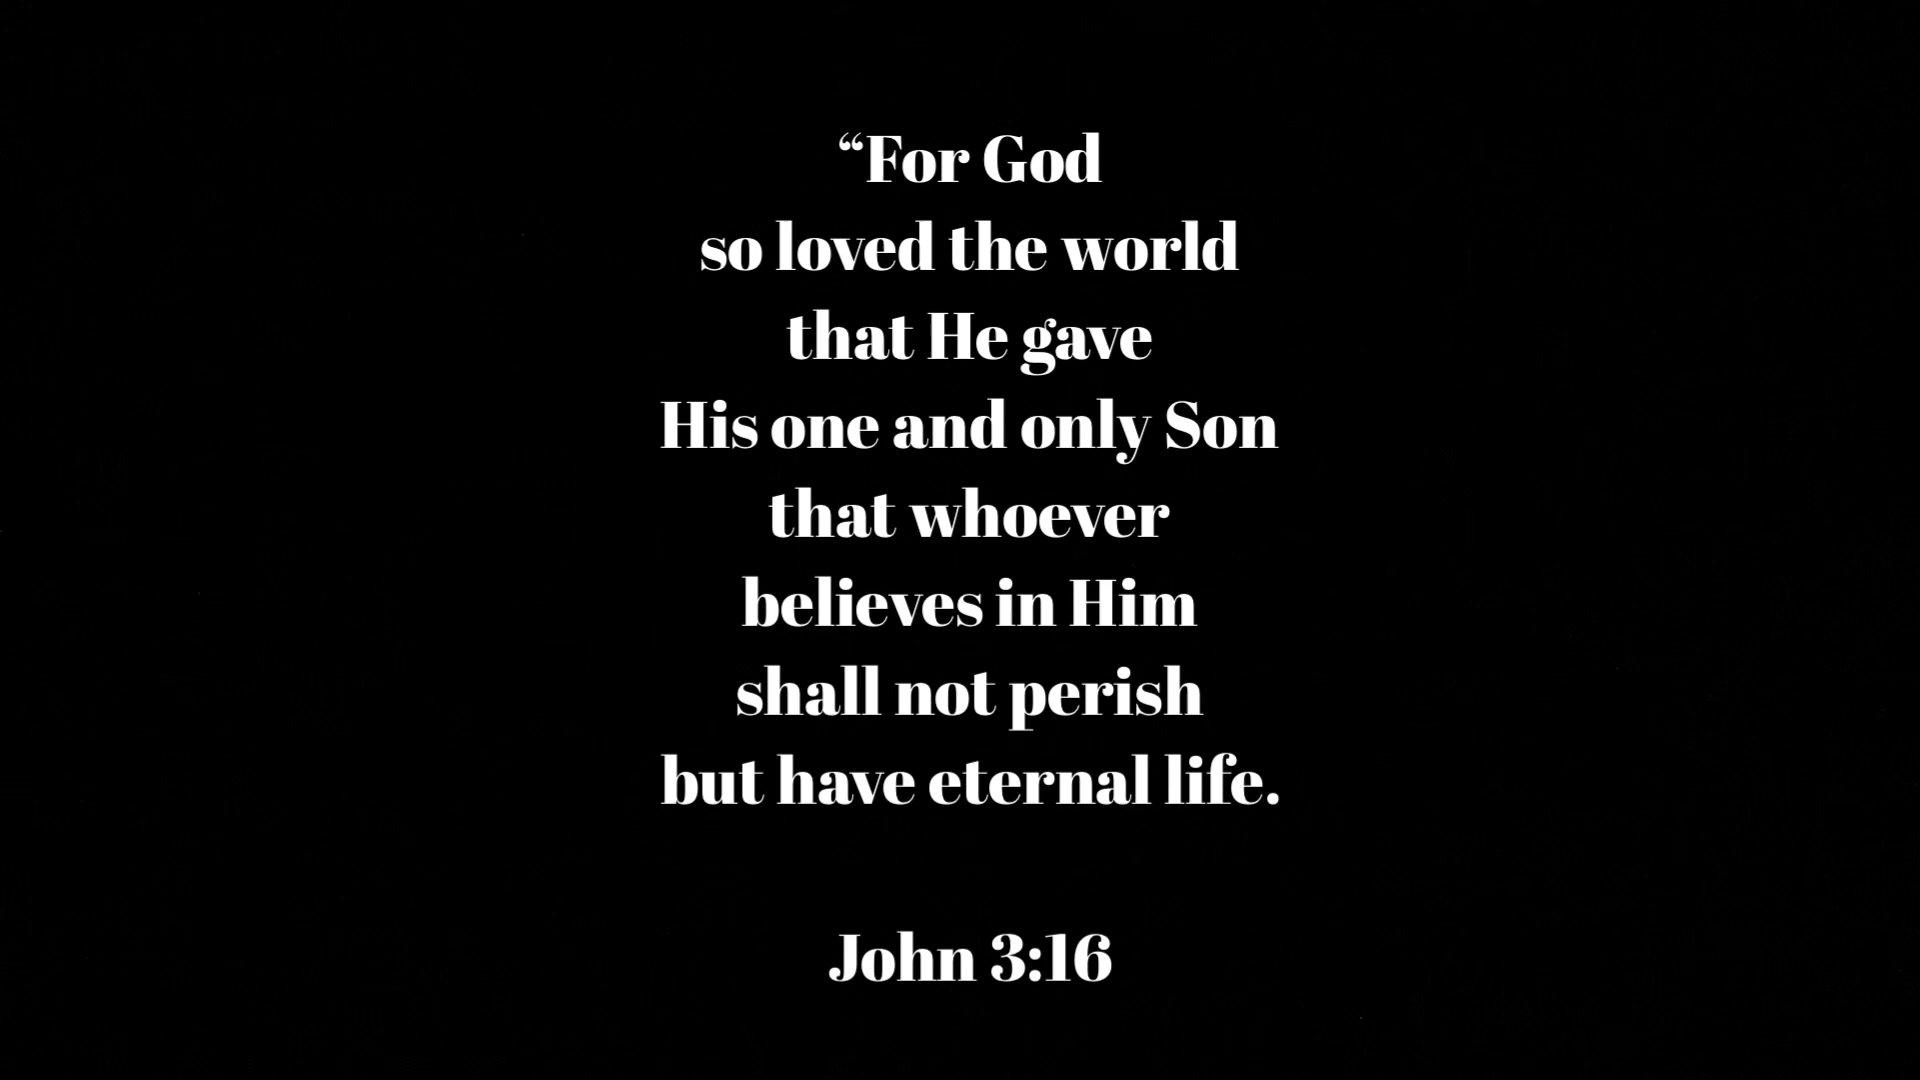 “For God
so loved the world
that He gave
His one and only Son
that whoever
believes in Him
shall not perish
but have eternal life.
John 3:16